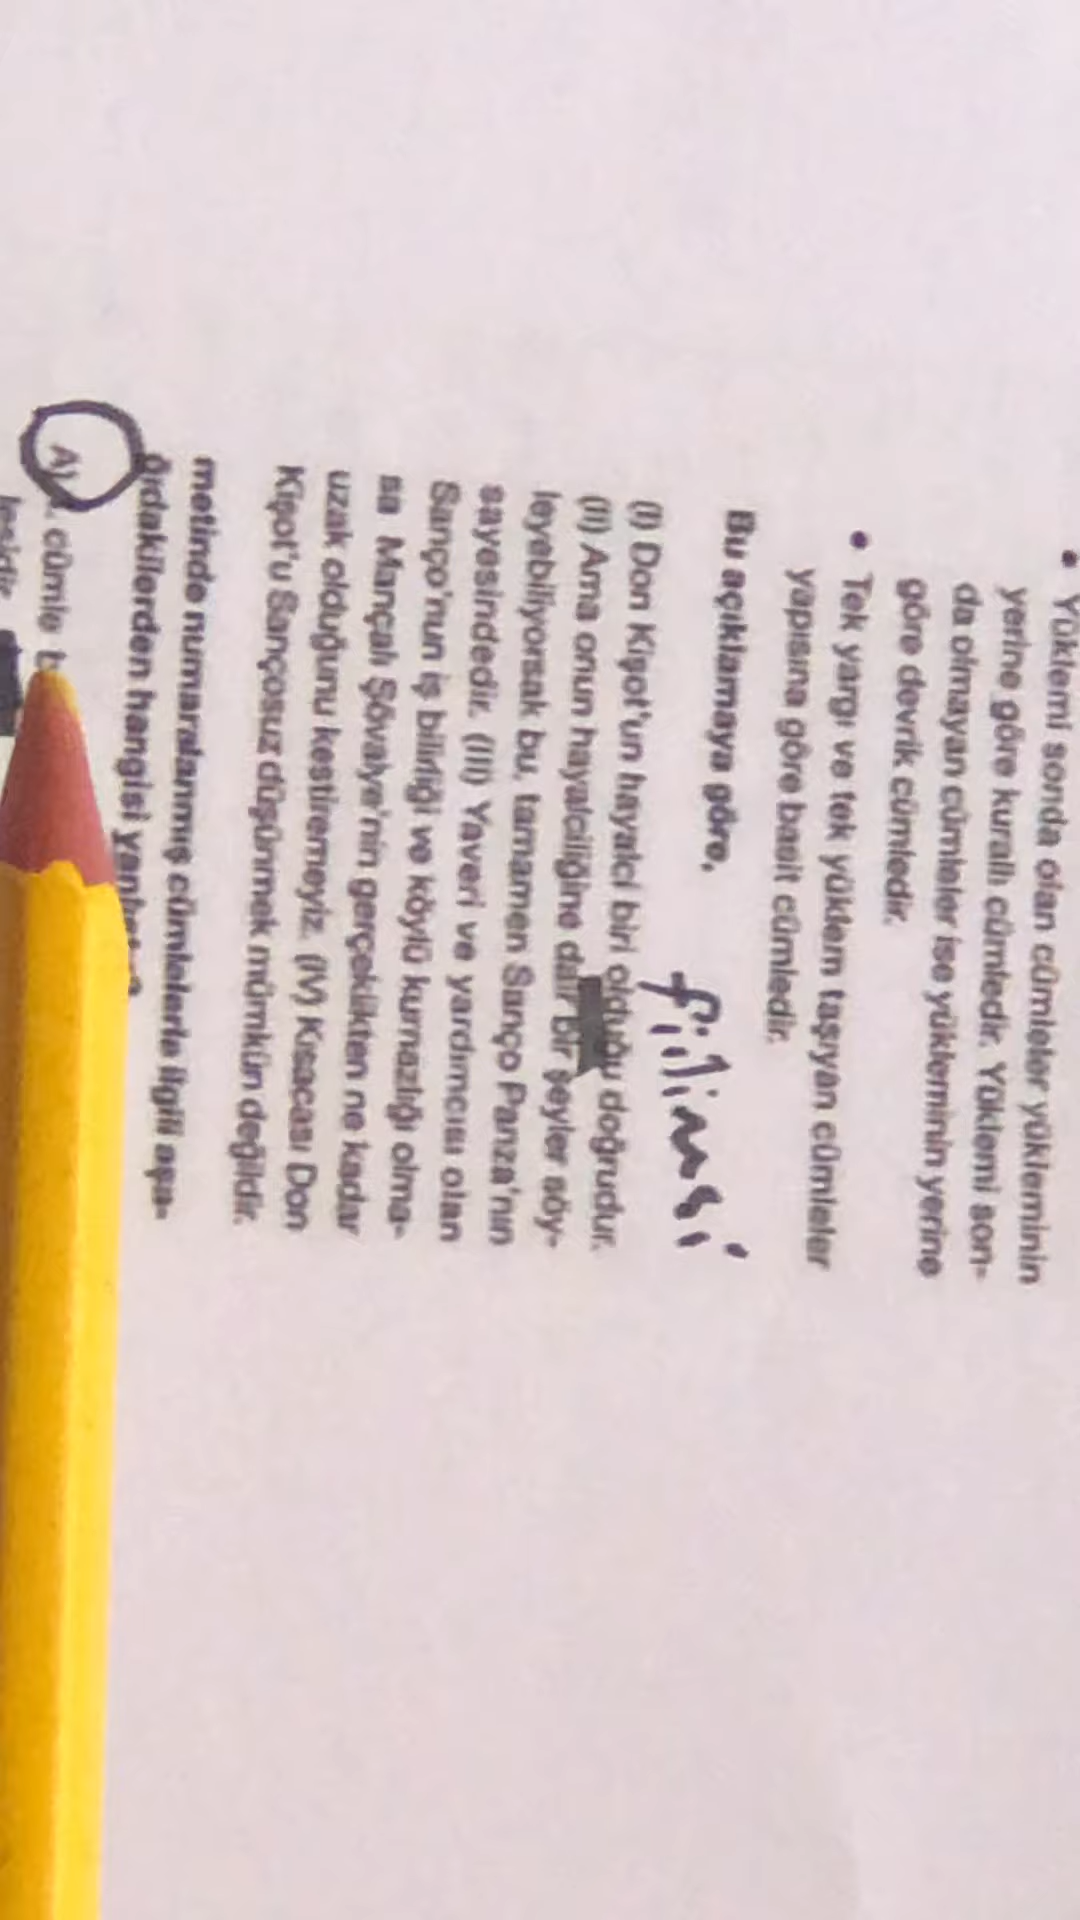 • Yüklemi sonda olan cümleler yükleminin
yerine göre kurallı cümledir. Yüklemi son-
da olmayan cümleler ise yükleminin yerine
göre devrik cümledir.
• Tek yargı ve tek yüklem taşıyan cümleler
yapısına göre basit cümledir.
Bu açıklamaya göre,
filimsi
(I) Don Kişot'un hayalci biri olduğu doğrudur.
(II) Ama onun hayalciliğine dair bir şeyler söy-
leyebiliyorsak bu, tamamen Sanço Panza'nın
sayesindedir. (III) Yaveri ve yardımcısı olan
Sanço'nun iş bilirliği ve köylü kurnazlığı olma-
sa Mançalı Şövalye'nin gerçeklikten ne kadar
uzak olduğunu kestiremeyiz. (IV) Kısacası Don
Kişot'u Sançosuz düşünmek mümkün değildir.
metinde numaralanmış cümlelerle ilgili aşa-
ğıdakilerden hangisi
A) cümle